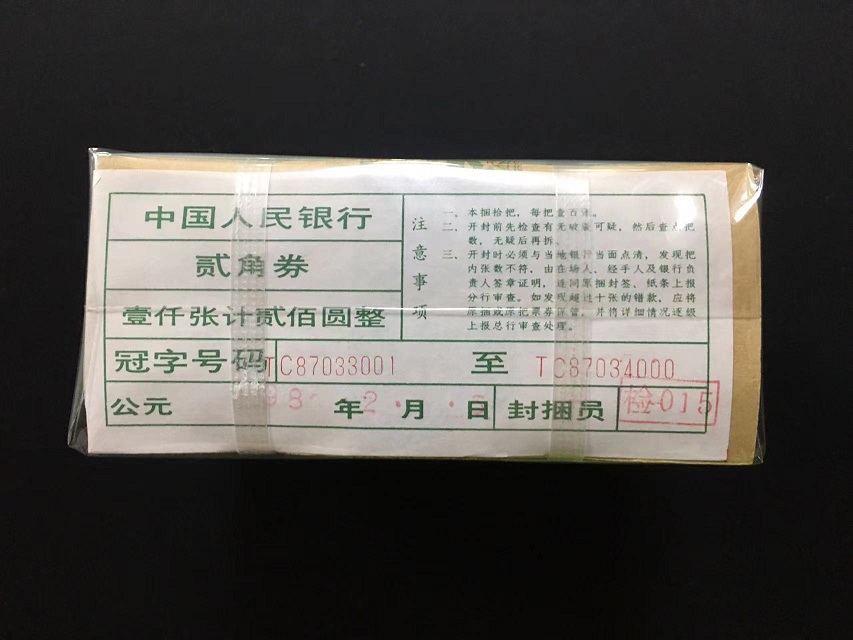 中国人民银行
贰角券
壹仟张计贰佰圆整
注意事项
一、本捆拾把，每把壹百张。
二、开封前先检查有无破象可疑，然后查点把
数，无疑后再拆。
三、开封时必须与当地银行当面点清，发现把
内张数不符，由在场人、经手人及银行负
责人签章证明，连同原捆封签、纸条上报
分行审查。如发现超过十张的错款，应将
原捆或原把票券保管，并将详细情况逐级
上报总行审查处理。
冠字号码 TC87033001 至 TC87034000
公元 98 年 2 月 日 封捆员 检-015